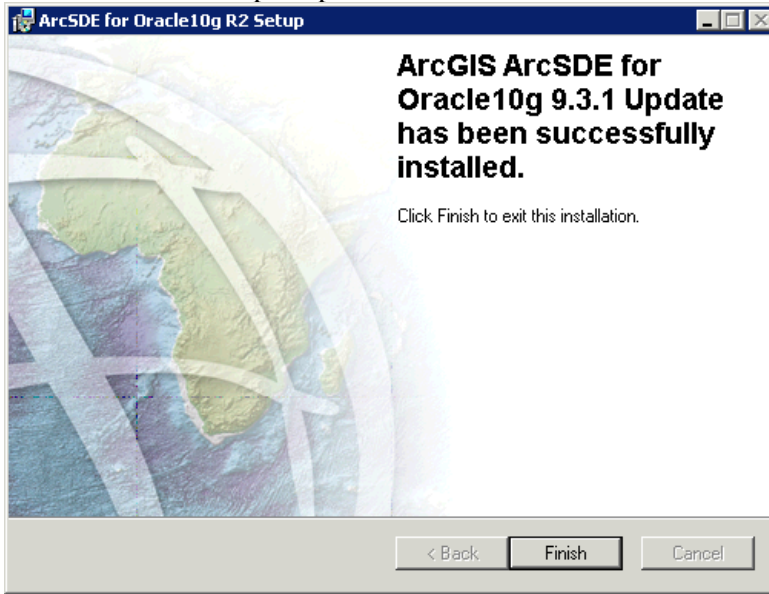 ArcSDE for Oracle10g R2 Setup
ArcGIS ArcSDE for
Oracle10g 9.3.1 Update
has been successfully
installed.
Click Finish to exit this installation.
< Back
Finish
Cancel